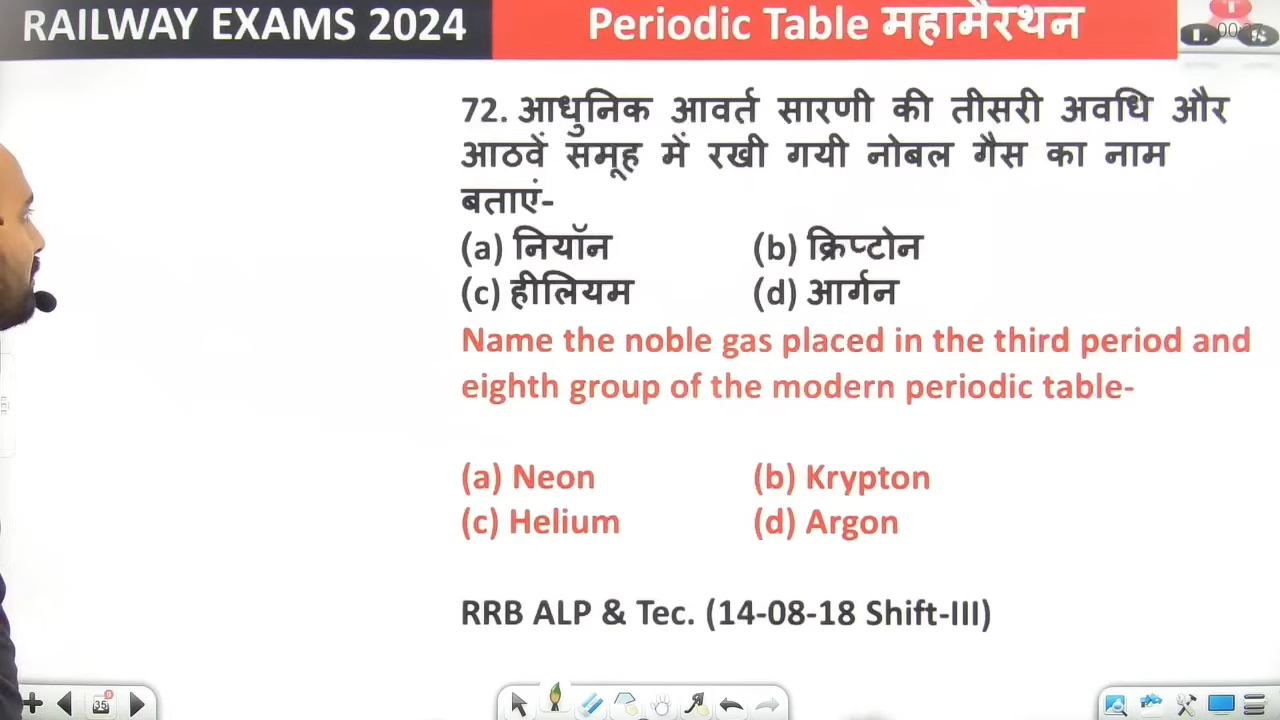 RAILWAY EXAMS 2024
Periodic Table महामैरथन
72. आधुनिक आवर्त सारणी की तीसरी अवधि और
आठवें समूह में रखी गयी नोबल गैस का नाम
बताएं-
(a) नियॉन (b) क्रिप्टोन
(c) हीलियम (d) आर्गन
Name the noble gas placed in the third period and
eighth group of the modern periodic table-
(a) Neon (b) Krypton
(c) Helium (d) Argon
RRB ALP & Tec. (14-08-18 Shift-III)
35